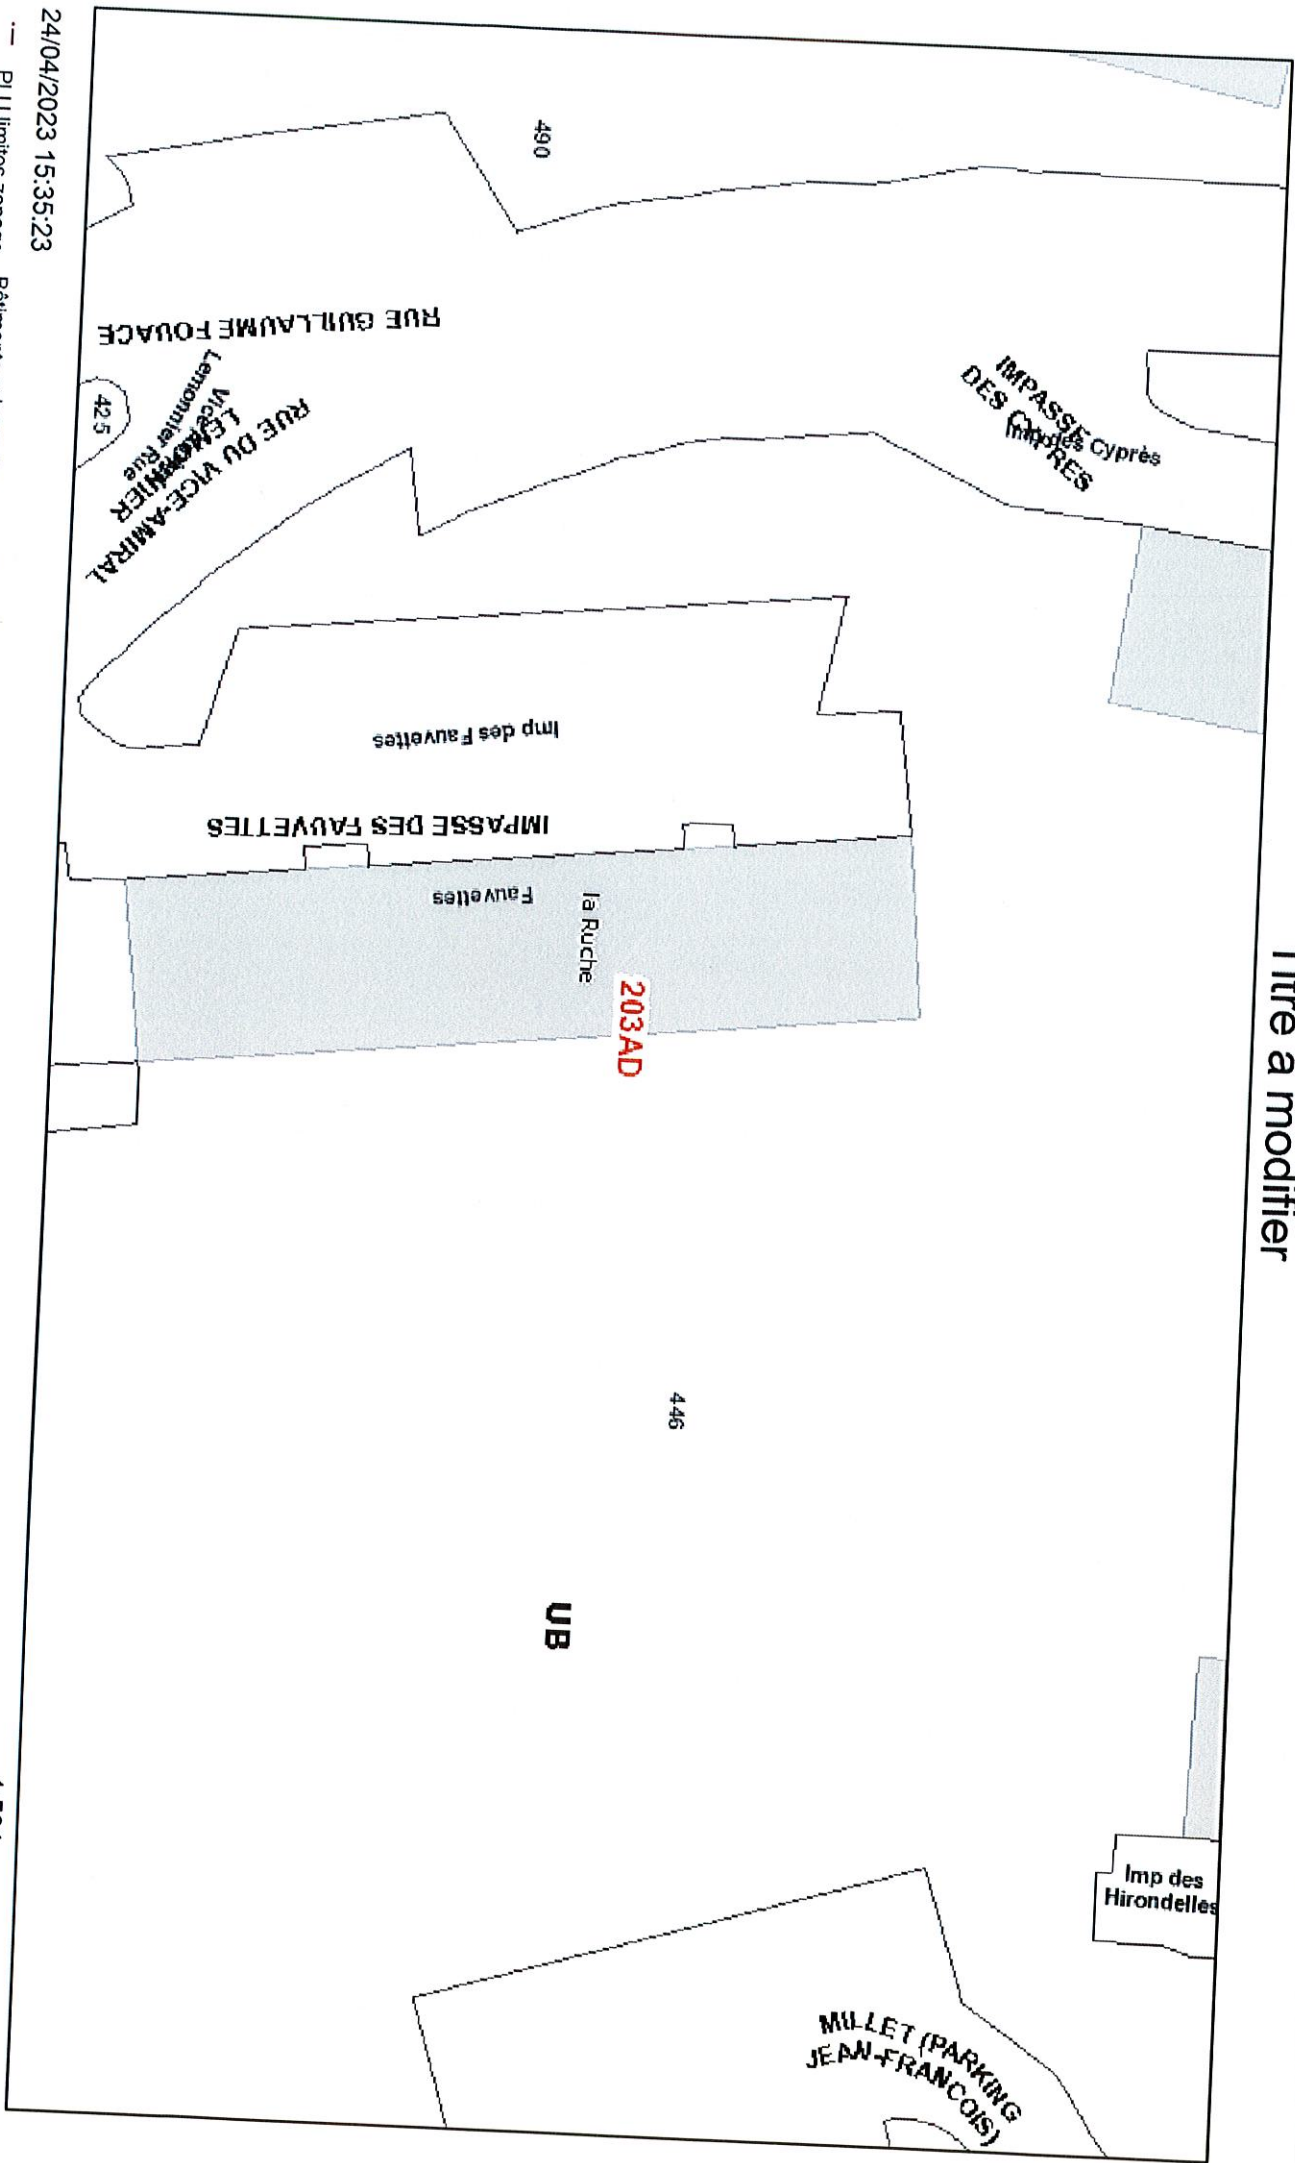 Titre à modifier
IMPASSE
DES CYPRES
Imp des Cyprès
490
RUE GUILLAUME FOUACE
RUE DU VICE-AMIRAL
LEMONNIER
Lemonnier Rue
425
Imp des Fauvettes
IMPASSE DES FAUVETTES
Fauvettes
la Ruche
203AD
446
UB
Imp des
Hirondelles
MILLET (PARKING
JEAN-FRANCOIS)
24/04/2023 15:35:23